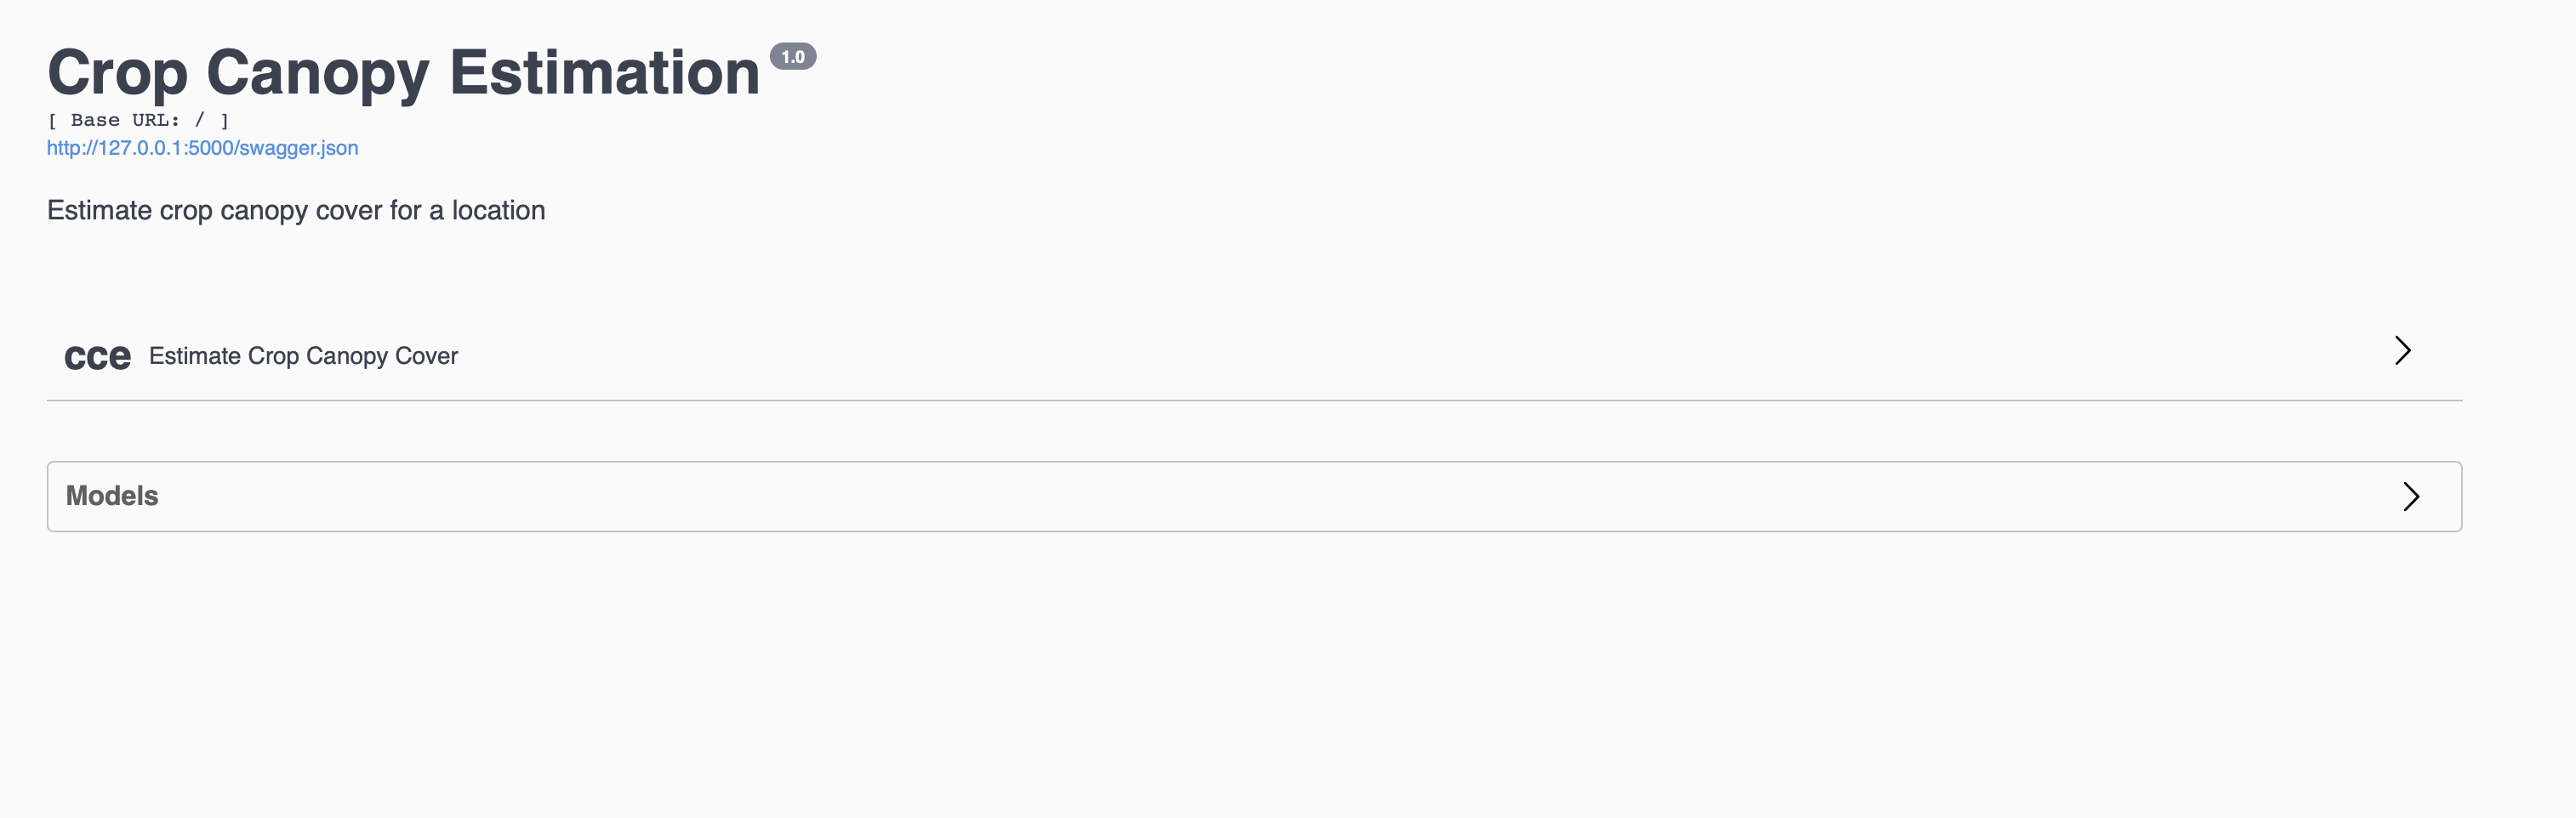 Crop Canopy Estimation 1.0
[ Base URL: / ]
http://127.0.0.1:5000/swagger.json
Estimate crop canopy cover for a location
cce Estimate Crop Canopy Cover
Models